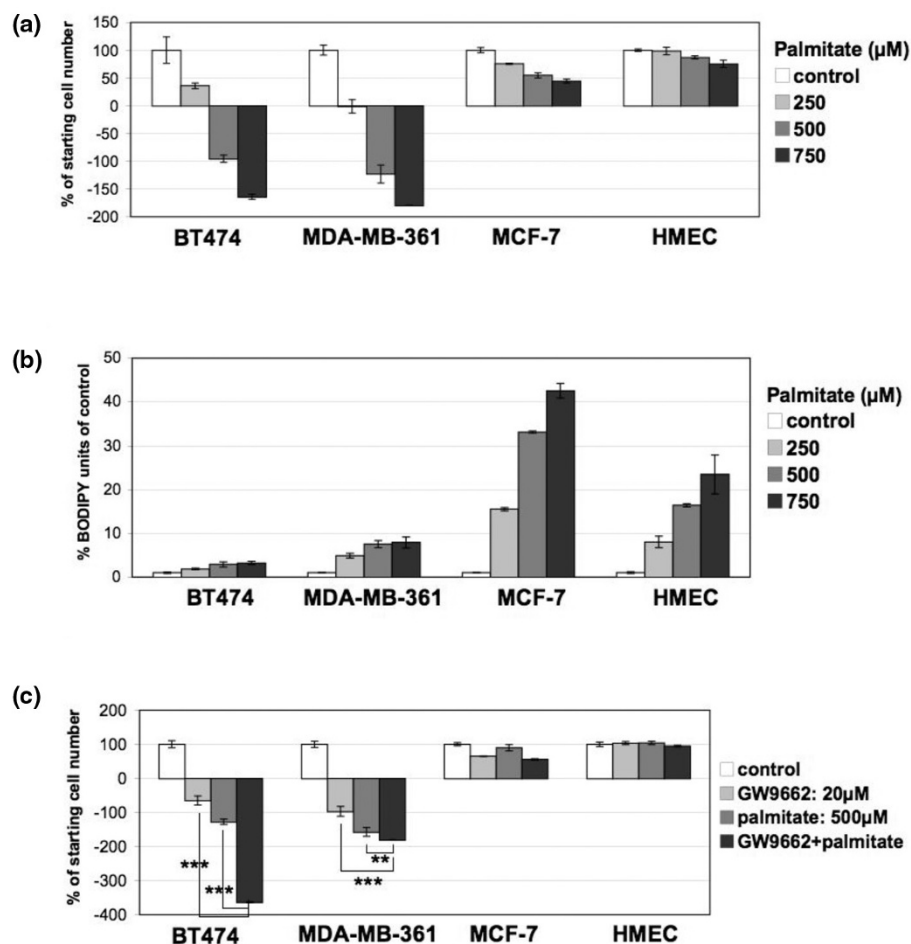 (a)
% of starting cell number
150
100
50
0
-50
-100
-150
-200
BT474 MDA-MB-361 MCF-7 HMEC
Palmitate (µM)
control
250
500
750
(b)
% BODIPY units of control
50
40
30
20
10
0
BT474 MDA-MB-361 MCF-7 HMEC
Palmitate (µM)
control
250
500
750
(c)
% of starting cell number
200
100
0
-100
-200
-300
-400
***
***
**
***
BT474 MDA-MB-361 MCF-7 HMEC
control
GW9662: 20µM
palmitate: 500µM
GW9662+palmitate